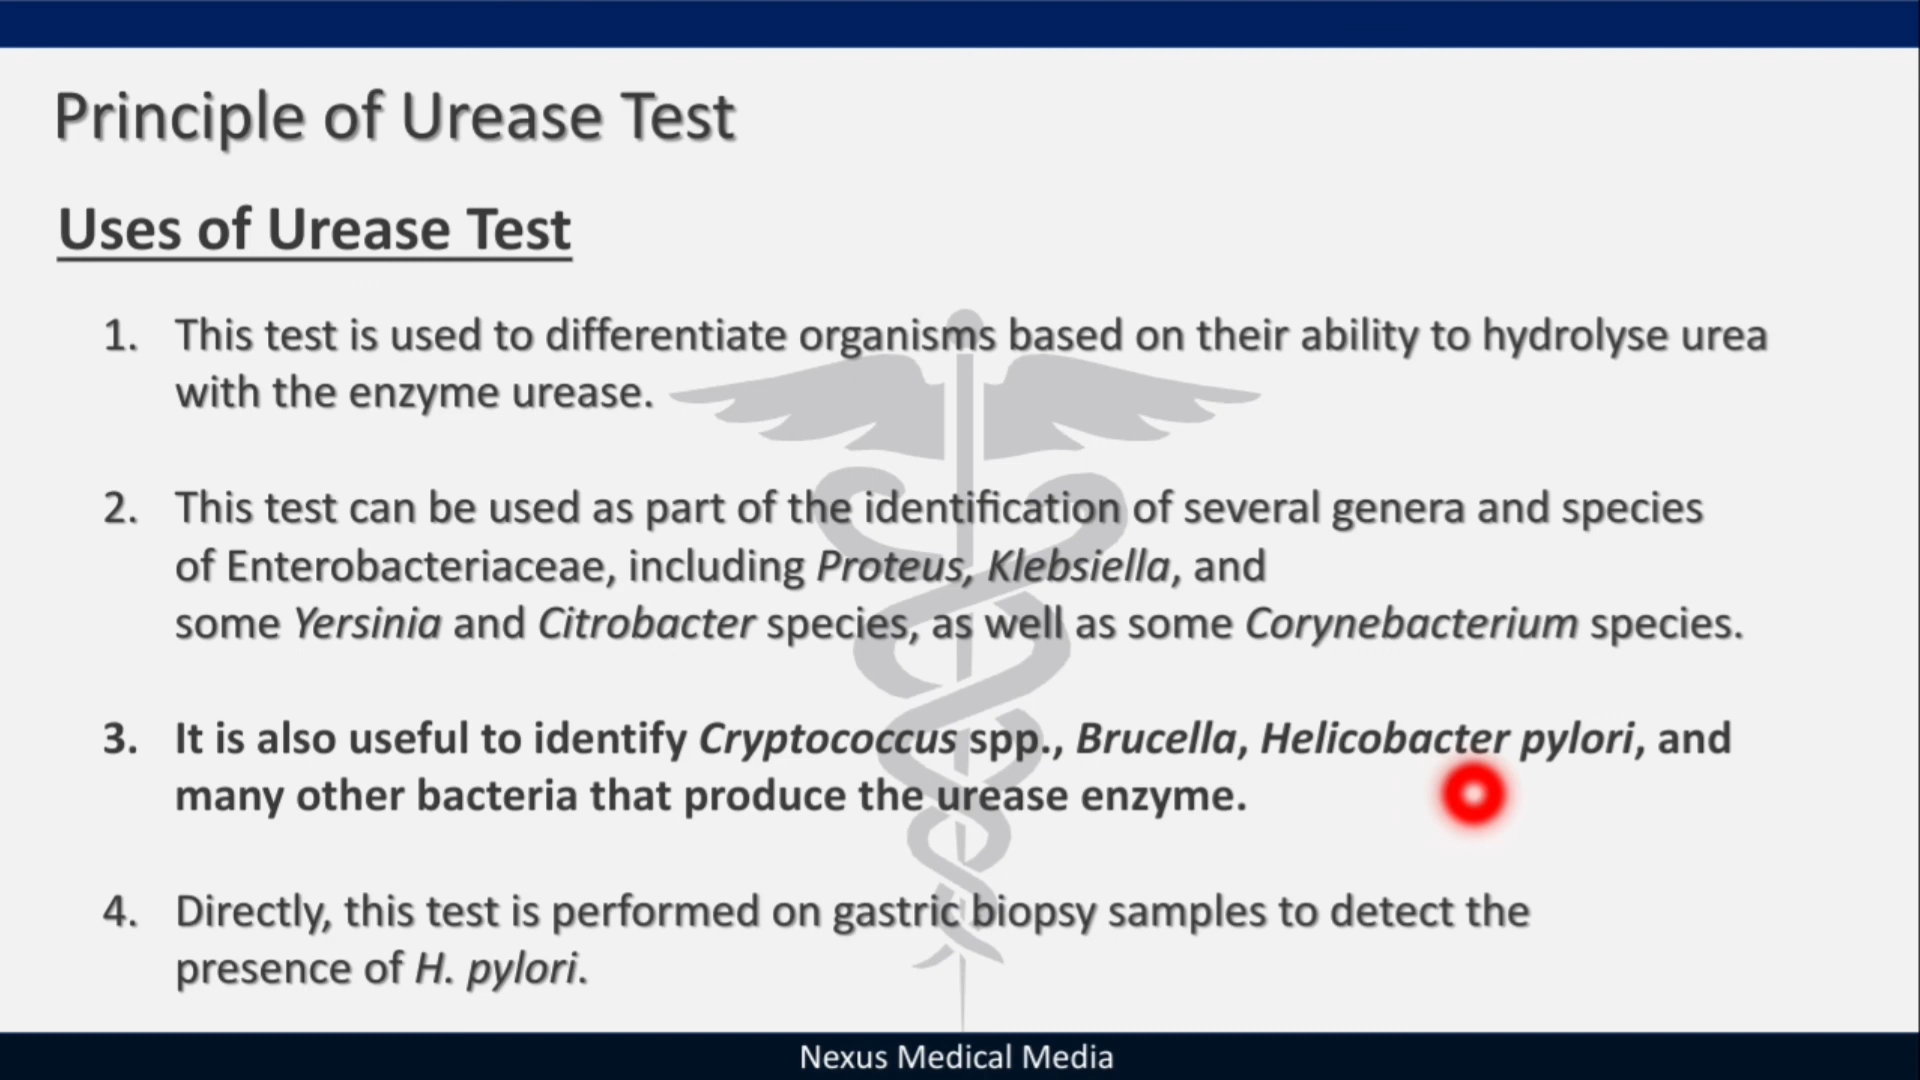 Principle of Urease Test
Uses of Urease Test
1. This test is used to differentiate organisms based on their ability to hydrolyse urea
with the enzyme urease.
2. This test can be used as part of the identification of several genera and species
of Enterobacteriaceae, including Proteus, Klebsiella, and
some Yersinia and Citrobacter species, as well as some Corynebacterium species.
3. It is also useful to identify Cryptococcus spp., Brucella, Helicobacter pylori, and
many other bacteria that produce the urease enzyme.
4. Directly, this test is performed on gastric biopsy samples to detect the
presence of H. pylori.
Nexus Medical Media